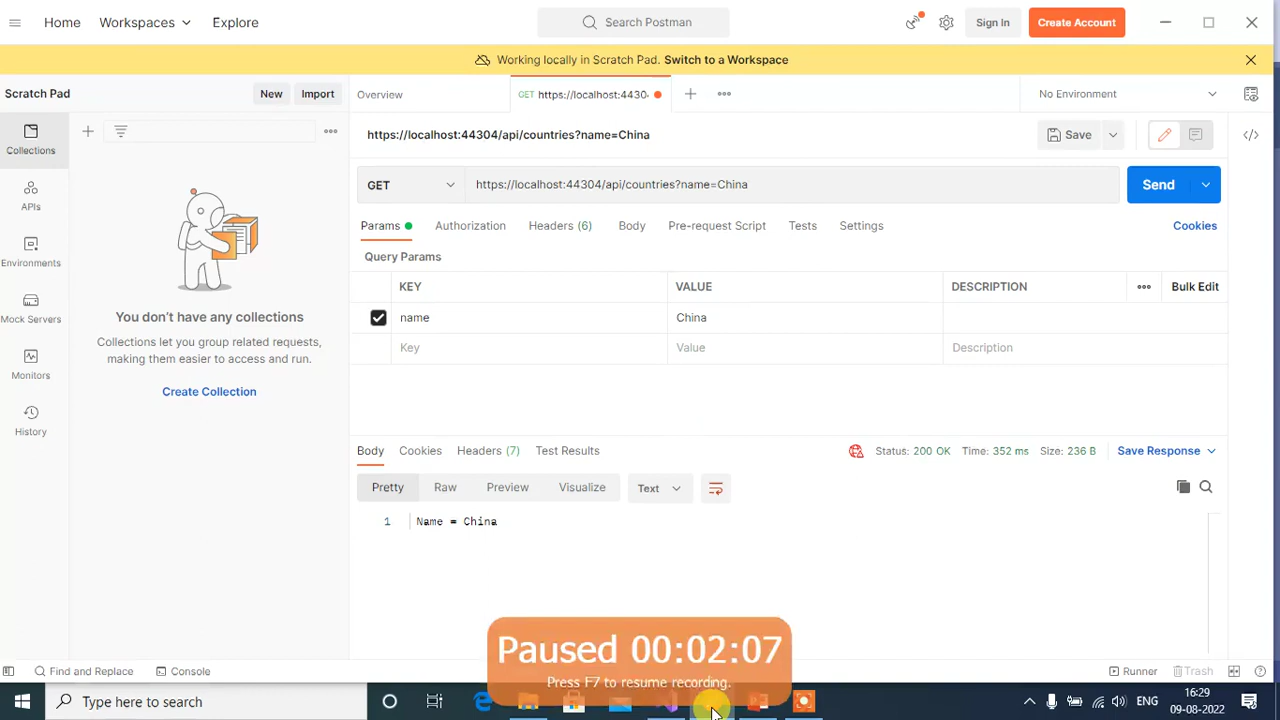 Home Workspaces Explore Search Postman Sign In Create Account
Working locally in Scratch Pad. Switch to a Workspace
Scratch Pad New Import Overview GET https://localhost:4430 No Environment
Collections
APIs
Environments
Mock Servers
Monitors
History
You don't have any collections
Collections let you group related requests,
making them easier to access and run.
Create Collection
https://localhost:44304/api/countries?name=China Save
GET https://localhost:44304/api/countries?name=China Send
Params Authorization Headers (6) Body Pre-request Script Tests Settings Cookies
Query Params
KEY VALUE DESCRIPTION Bulk Edit
name China
Key Value Description
Body Cookies Headers (7) Test Results Status: 200 OK Time: 352 ms Size: 236 B Save Response
Pretty Raw Preview Visualize Text
1 Name = China
Paused 00:02:07
Press F7 to resume recording.
Find and Replace Console Runner Trash
Type here to search ENG 16:29
09-08-2022